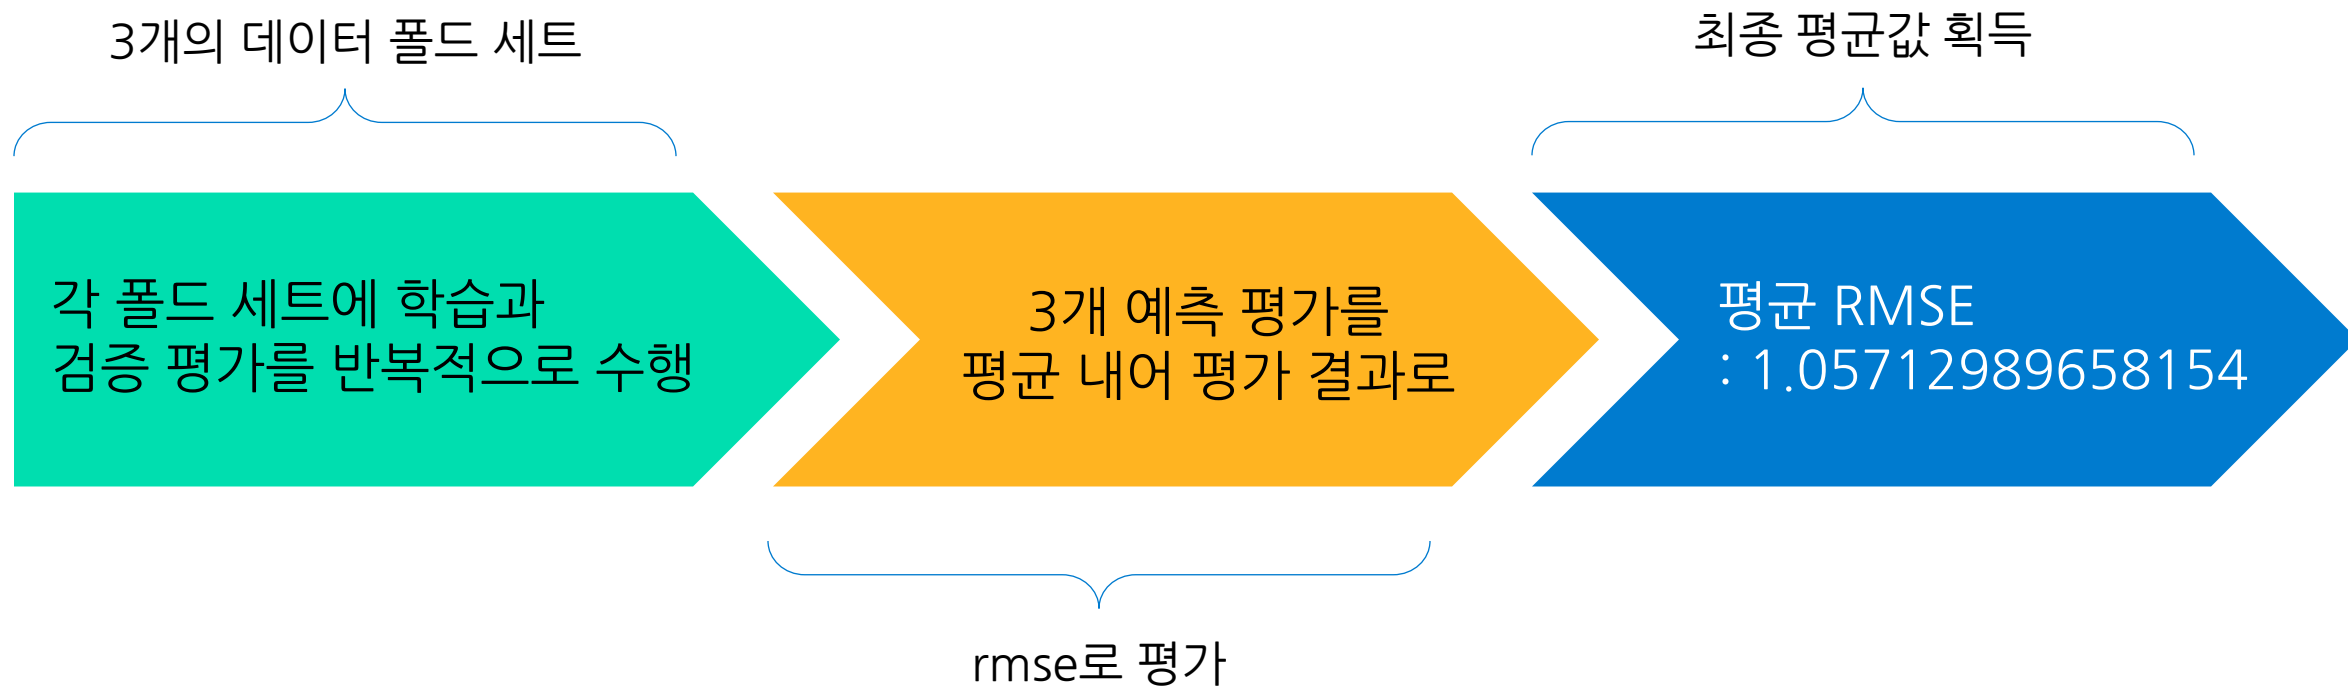 3개의 데이터 폴드 세트
최종 평균값 획득
각 폴드 세트에 학습과
검증 평가를 반복적으로 수행
3개 예측 평가를
평균 내어 평가 결과로
평균 RMSE
: 1.05712989658154
rmse로 평가